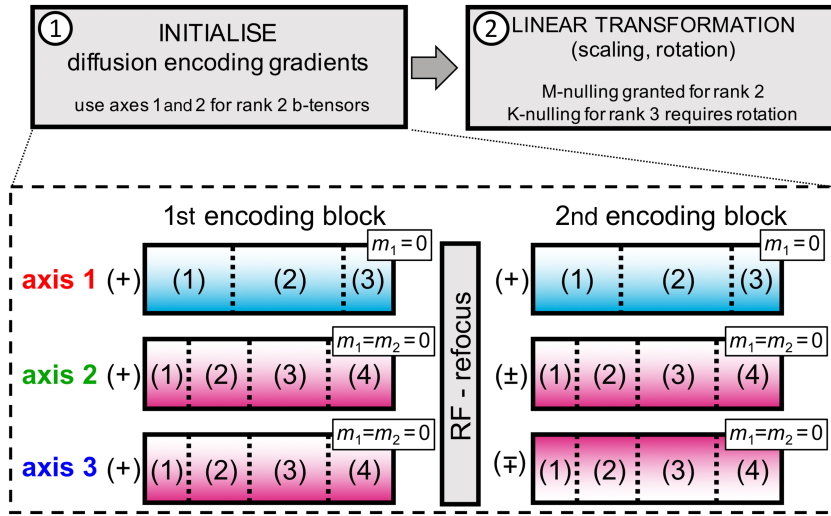 1
INITIALISE
diffusion encoding gradients
use axes 1 and 2 for rank 2 b-tensors
2
LINEAR TRANSFORMATION
(scaling, rotation)
M-nulling granted for rank 2
K-nulling for rank 3 requires rotation
1st encoding block
2nd encoding block
m₁ = 0
m₁ = 0
axis 1 (+) (1) (2) (3)
(+) (1) (2) (3)
m₁=m₂ = 0
m₁=m₂ = 0
axis 2 (+) (1) (2) (3) (4)
(±) (1) (2) (3) (4)
m₁=m₂ = 0
m₁=m₂ = 0
axis 3 (+) (1) (2) (3) (4)
(∓) (1) (2) (3) (4)
RF - refocus